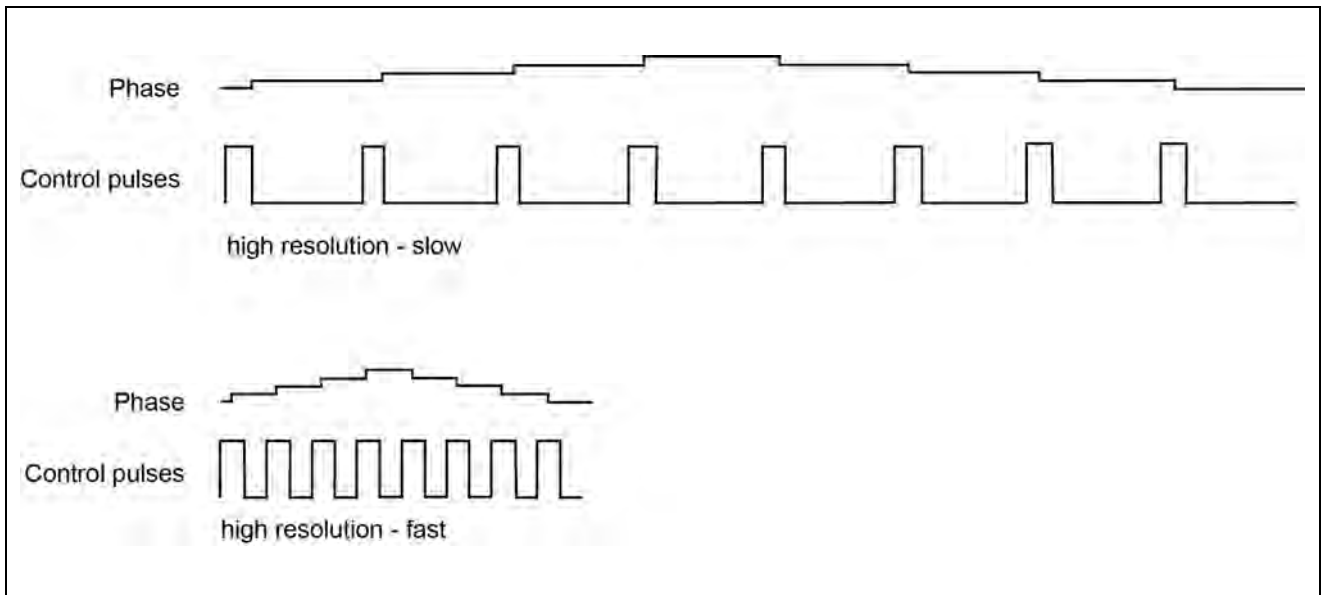 Phase
Control pulses
high resolution - slow
Phase
Control pulses
high resolution - fast